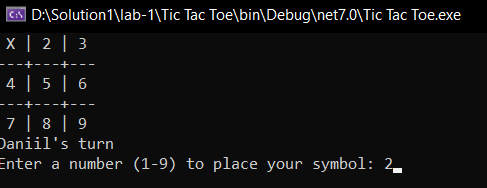 D:\Solution1\lab-1\Tic Tac Toe\bin\Debug\net7.0\Tic Tac Toe.exe
X | 2 | 3
---+---+---
4 | 5 | 6
---+---+---
7 | 8 | 9
Daniil's turn
Enter a number (1-9) to place your symbol: 2